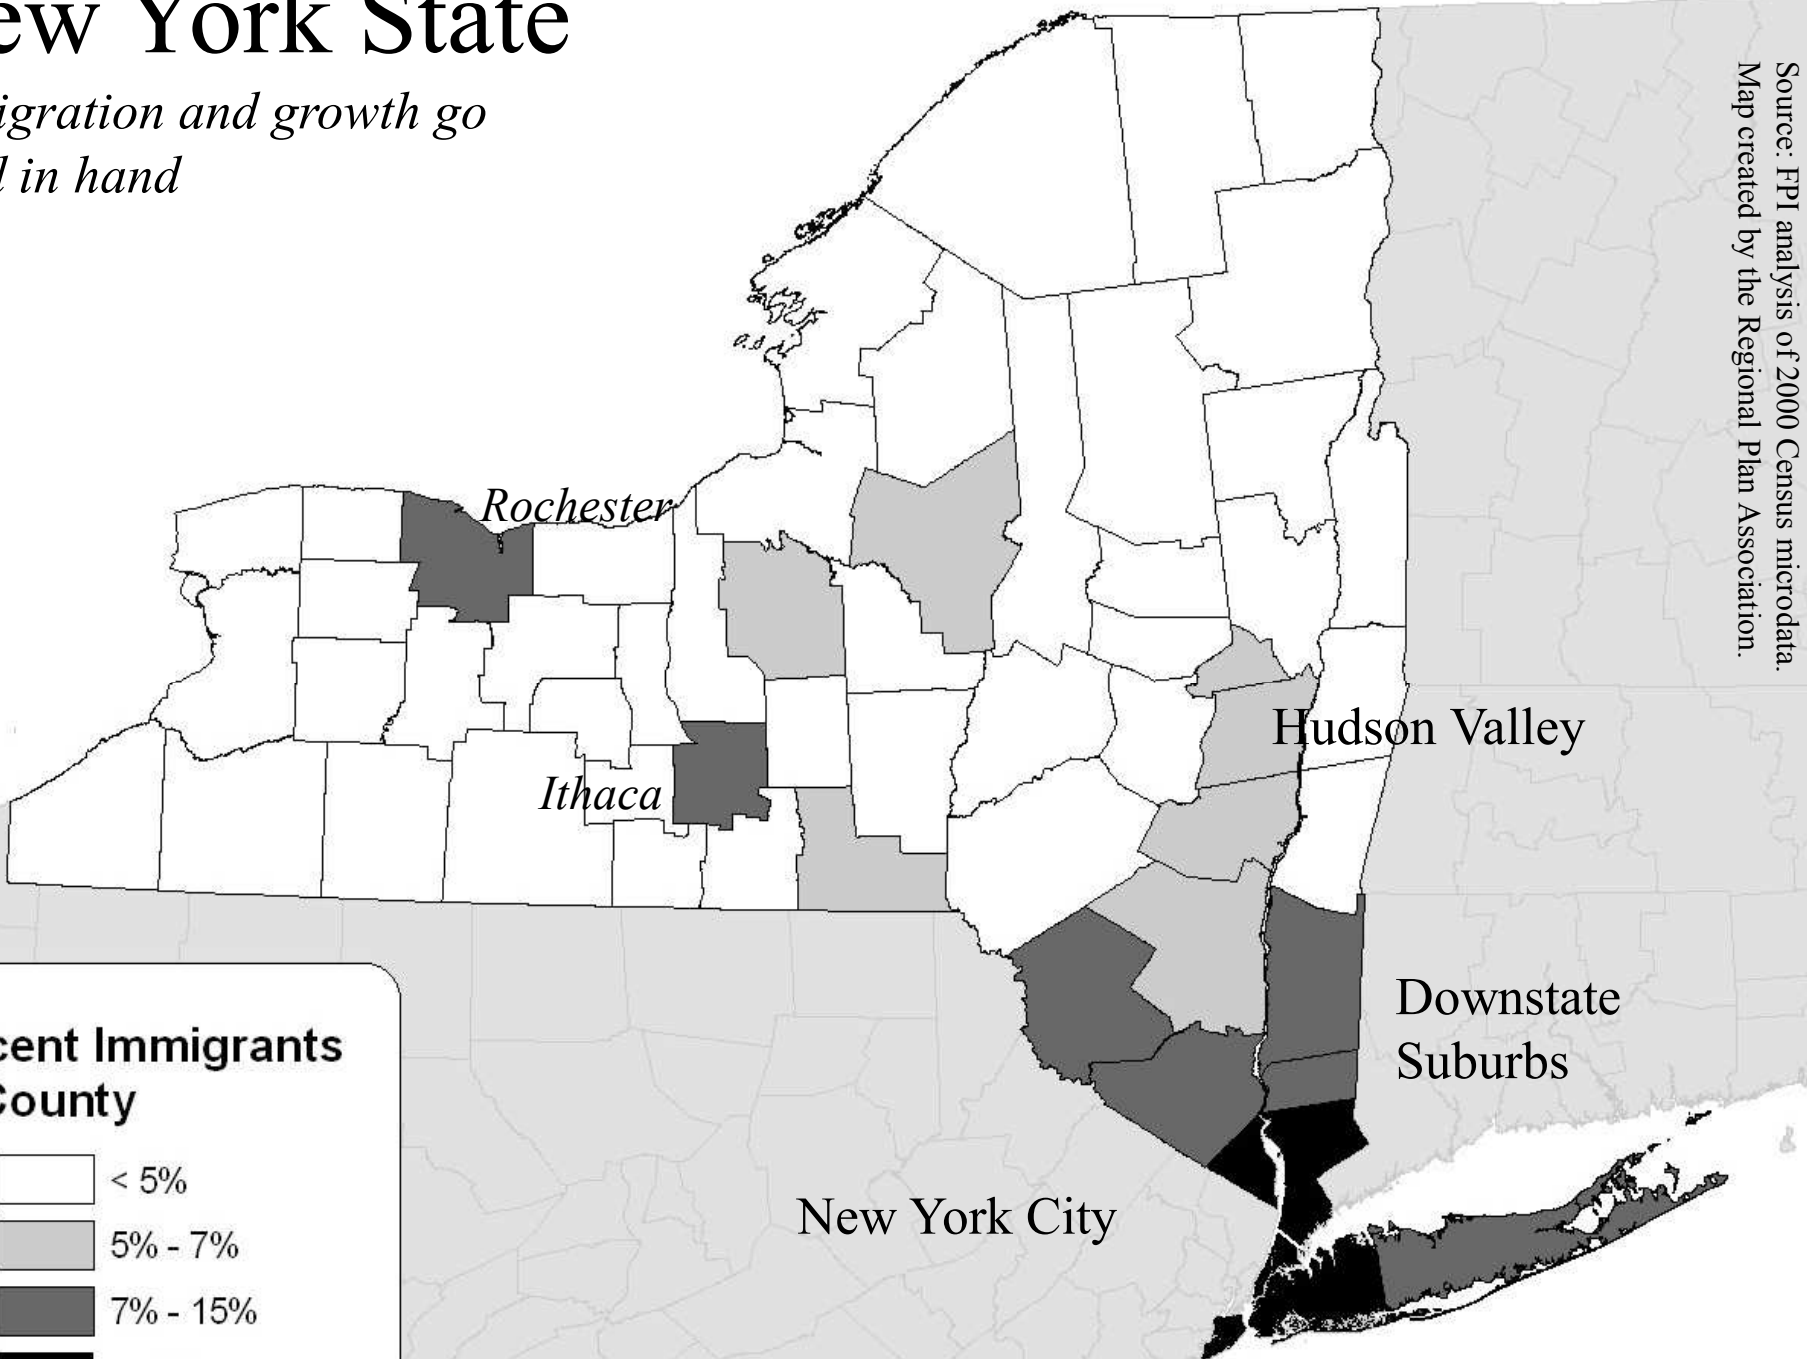 ew York State
igration and growth go
in hand
Source: FPI analysis of 2000 Census microdata.
Map created by the Regional Plan Association.
Rochester
Hudson Valley
Ithaca
Downstate
Suburbs
New York City
cent Immigrants
County
< 5%
5% - 7%
7% - 15%